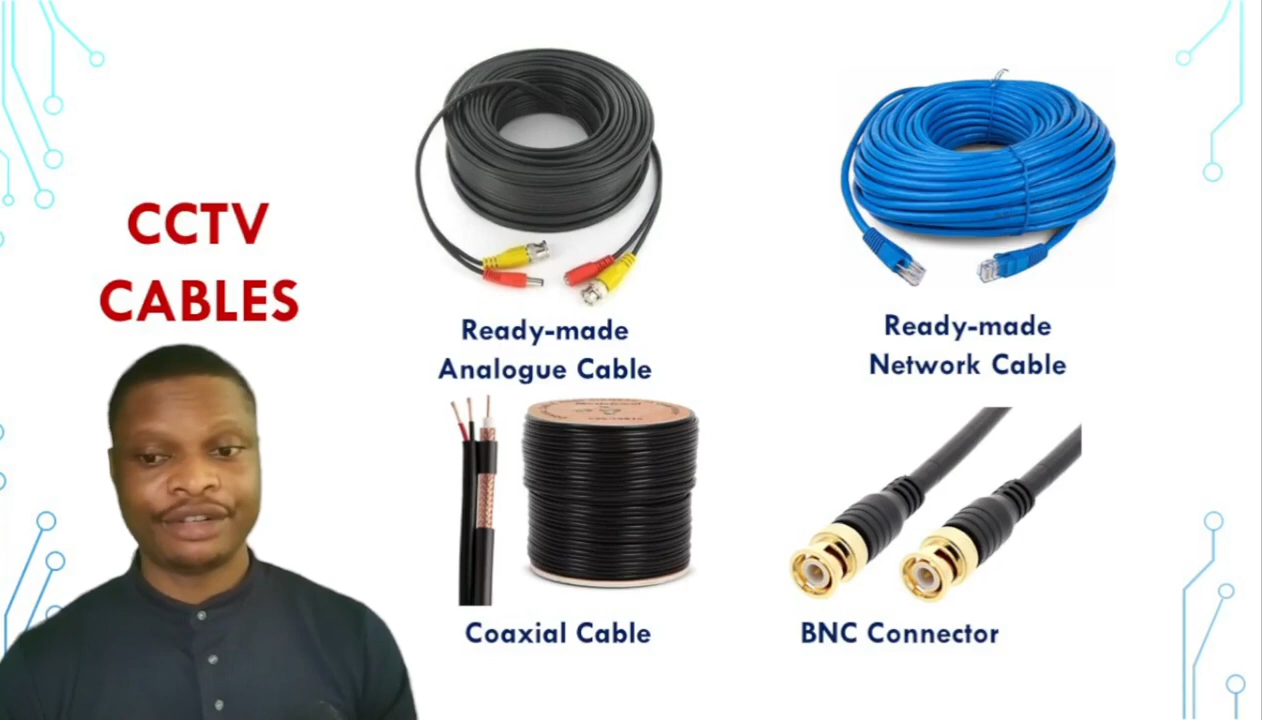 CCTV
CABLES
Ready-made
Analogue Cable
Ready-made
Network Cable
Coaxial Cable
BNC Connector